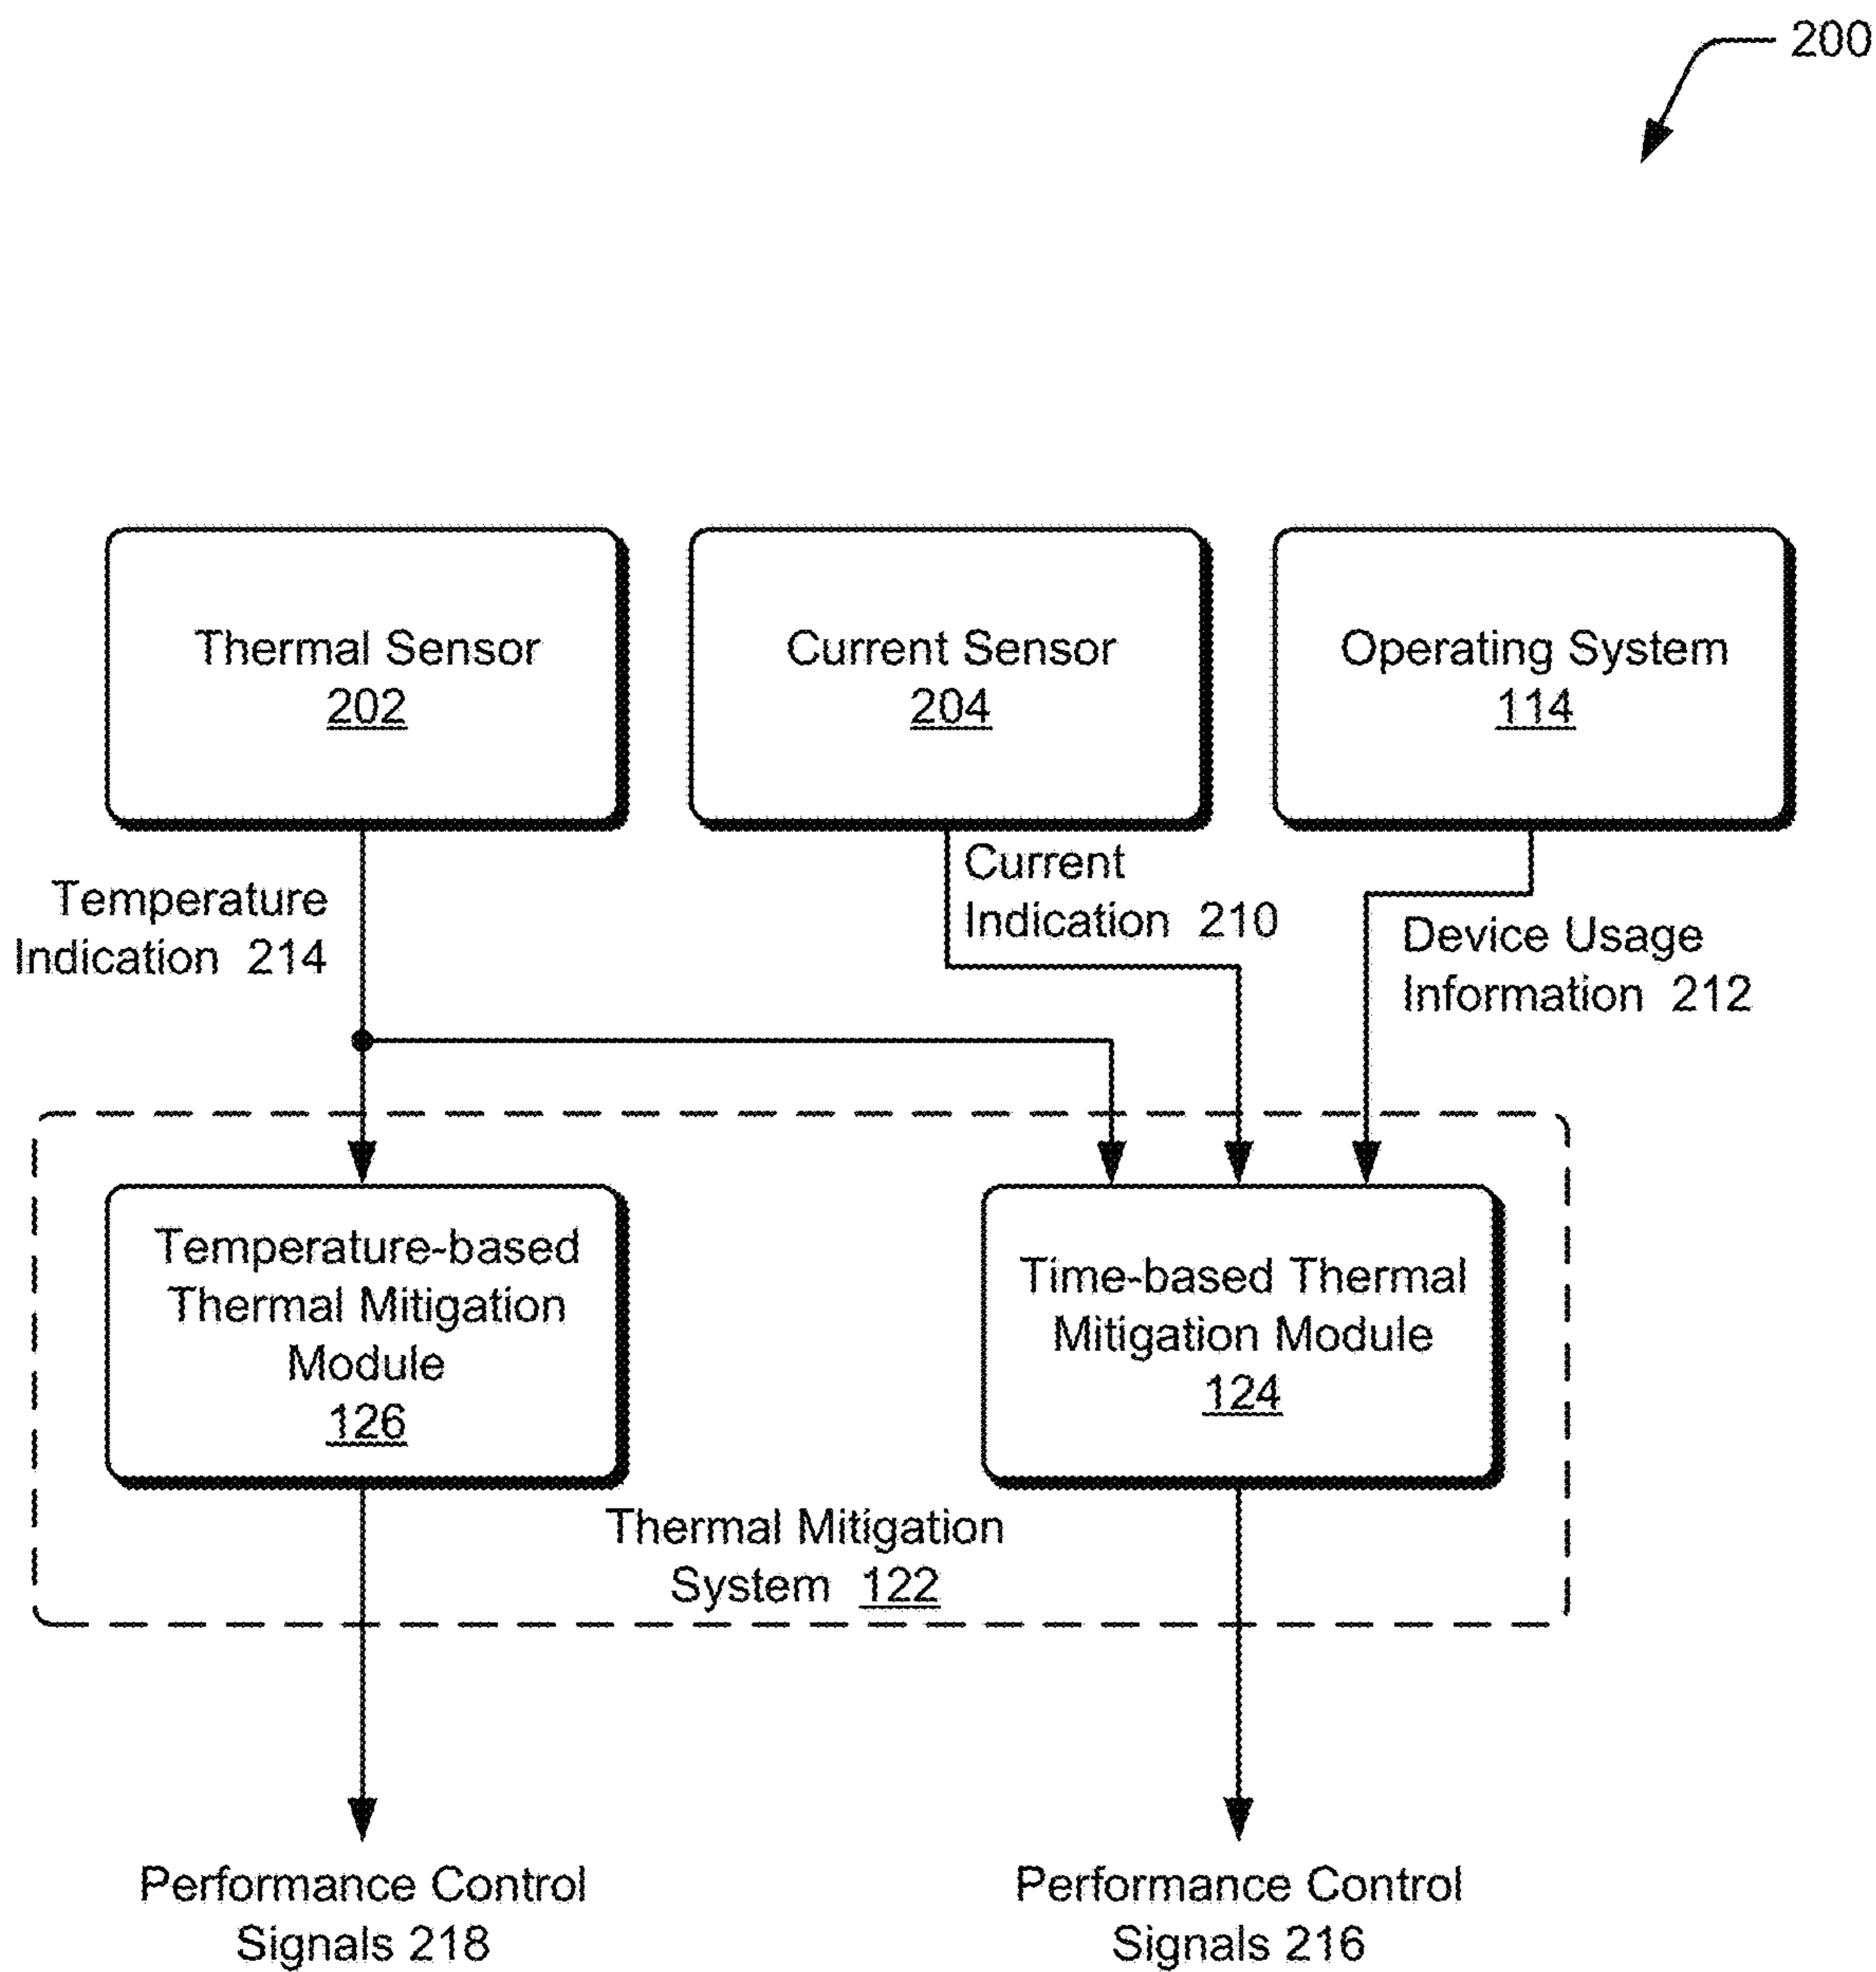 200
Thermal Sensor
202
Current Sensor
204
Operating System
114
Temperature
Indication 214
Current
Indication 210
Device Usage
Information 212
Temperature-based
Thermal Mitigation
Module
126
Time-based Thermal
Mitigation Module
124
Thermal Mitigation
System 122
Performance Control
Signals 218
Performance Control
Signals 216